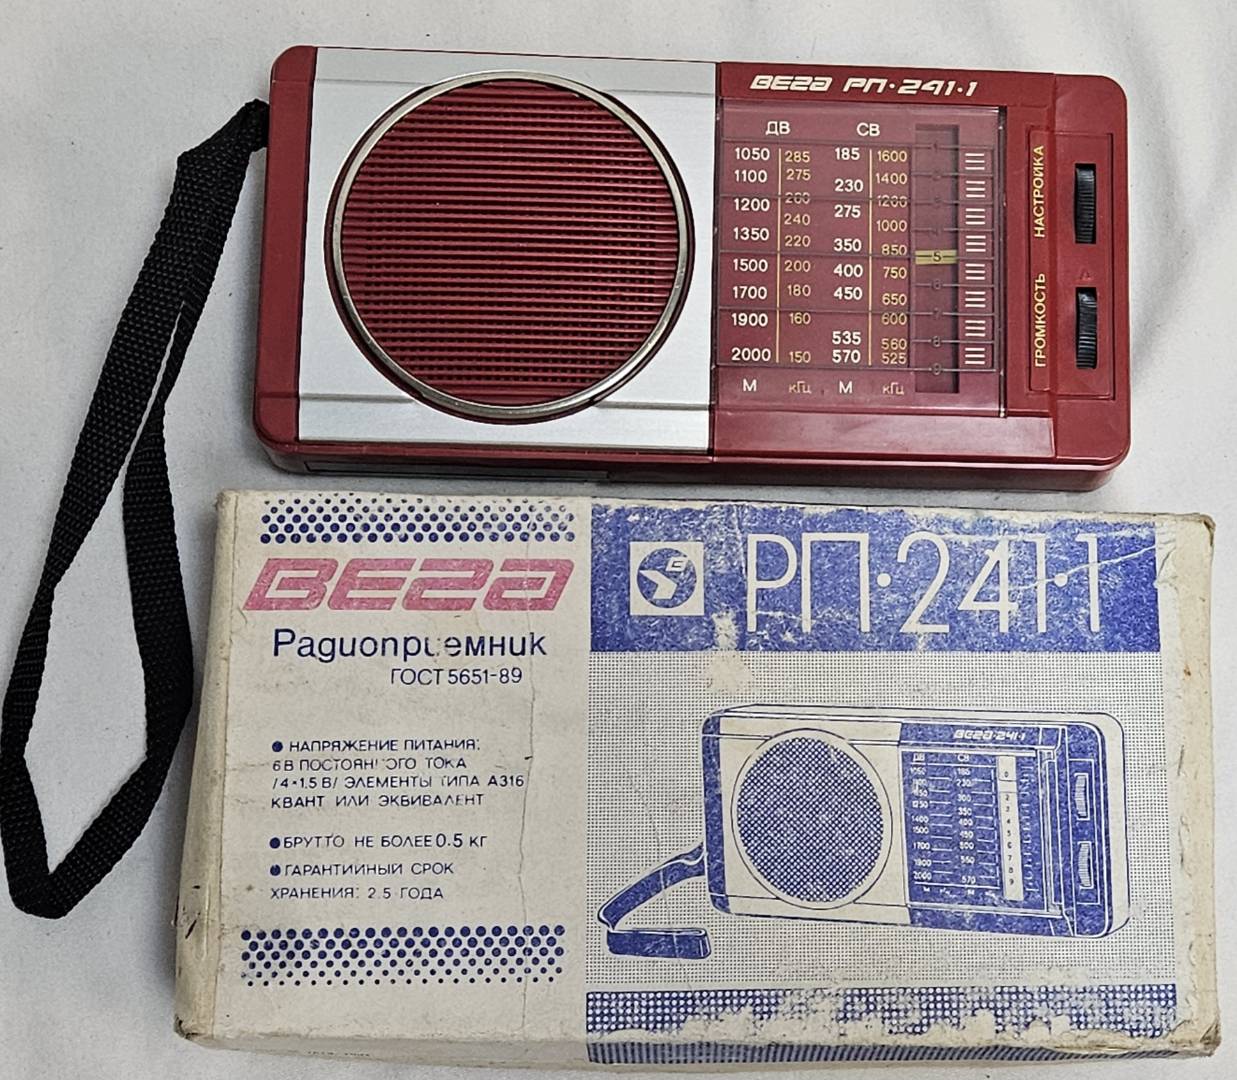 ВЕГА РП·241·1
ДВ СВ
1050 285 185 1600
1100 275 230 1400
1200 260 275 1200
240 1000
1350 220 350 850
1500 200 400 750
1700 180 450 650
1900 160 600
535 560
2000 150 570 525
М кГц М кГц
5
НАСТРОЙКА
ГРОМКОСТЬ
ВЕГА
Радиоприемник
ГОСТ 5651-89
РП·241·1
● НАПРЯЖЕНИЕ ПИТАНИЯ:
6В ПОСТОЯННОГО ТОКА
/4·1,5 В/ ЭЛЕМЕНТЫ ТИПА А316
КВАНТ ИЛИ ЭКВИВАЛЕНТ
● БРУТТО НЕ БОЛЕЕ 0.5 КГ
● ГАРАНТИЙНЫЙ СРОК
ХРАНЕНИЯ: 2.5 ГОДА
ВЕГА-241-1